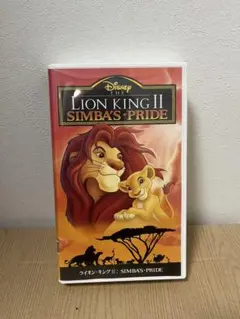 Disney
THE
LION KING II
SIMBA'S・PRIDE
ライオン・キングⅡ: SIMBA'S・PRIDE